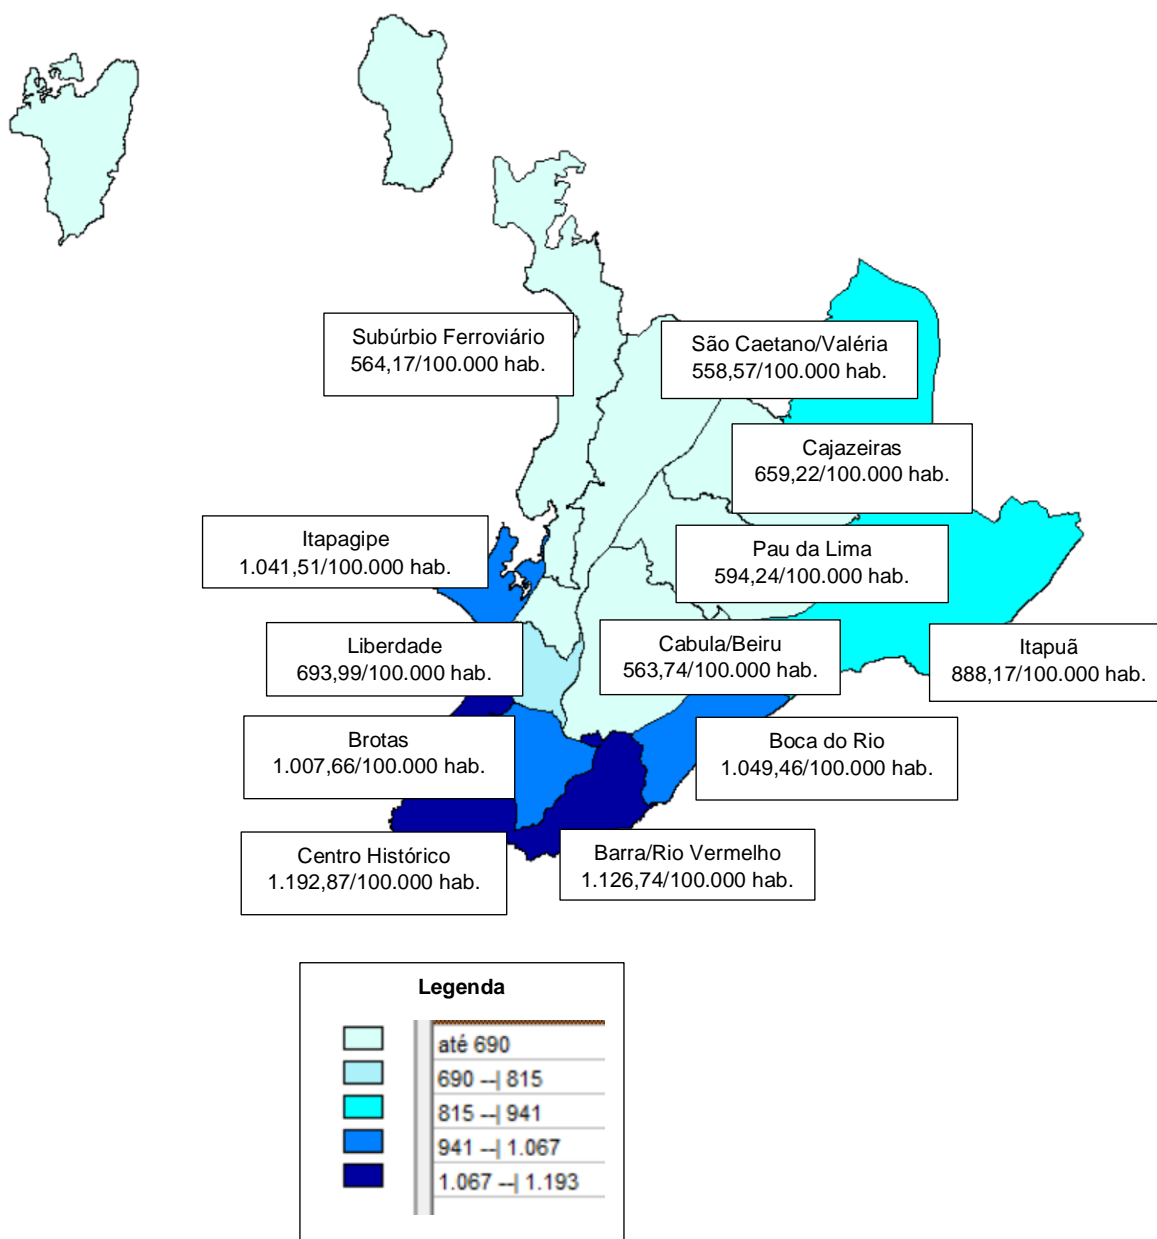 Subúrbio Ferroviário
564,17/100.000 hab.
São Caetano/Valéria
558,57/100.000 hab.
Cajazeiras
659,22/100.000 hab.
Itapagipe
1.041,51/100.000 hab.
Pau da Lima
594,24/100.000 hab.
Liberdade
693,99/100.000 hab.
Cabula/Beiru
563,74/100.000 hab.
Itapuã
888,17/100.000 hab.
Brotas
1.007,66/100.000 hab.
Boca do Rio
1.049,46/100.000 hab.
Centro Histórico
1.192,87/100.000 hab.
Barra/Rio Vermelho
1.126,74/100.000 hab.
Legenda
até 690
690 --| 815
815 --| 941
941 --| 1.067
1.067 --| 1.193